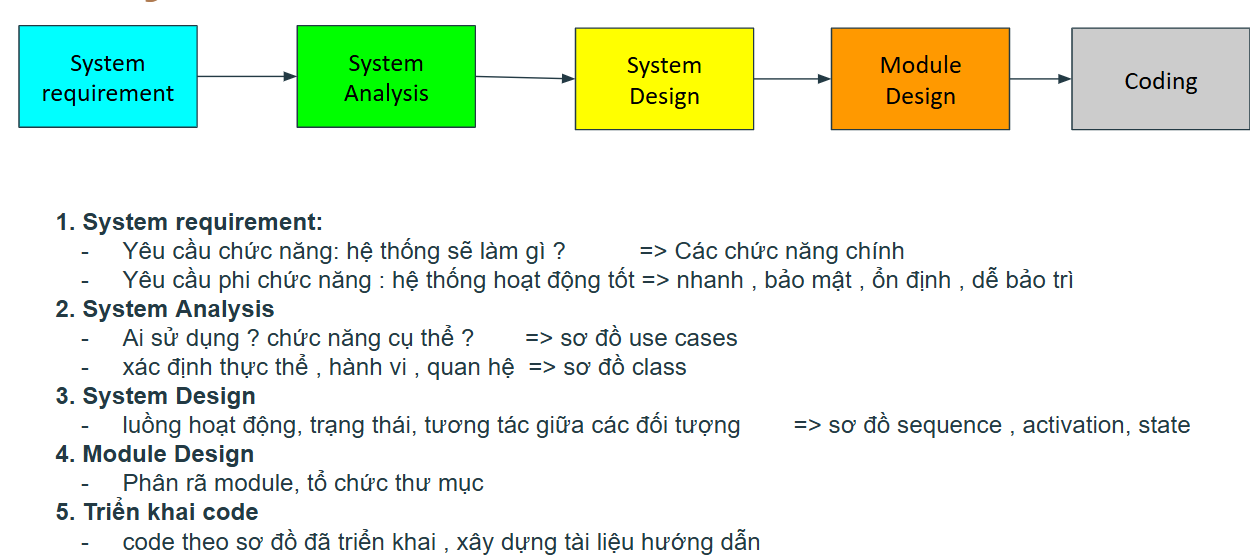 System requirement
System Analysis
System Design
Module Design
Coding
1. System requirement:
- Yêu cầu chức năng: hệ thống sẽ làm gì ? => Các chức năng chính
- Yêu cầu phi chức năng : hệ thống hoạt động tốt => nhanh , bảo mật , ổn định , dễ bảo trì
2. System Analysis
- Ai sử dụng ? chức năng cụ thể ? => sơ đồ use cases
- xác định thực thể , hành vi , quan hệ => sơ đồ class
3. System Design
- luồng hoạt động, trạng thái, tương tác giữa các đối tượng => sơ đồ sequence , activation, state
4. Module Design
- Phân rã module, tổ chức thư mục
5. Triển khai code
- code theo sơ đồ đã triển khai , xây dựng tài liệu hướng dẫn